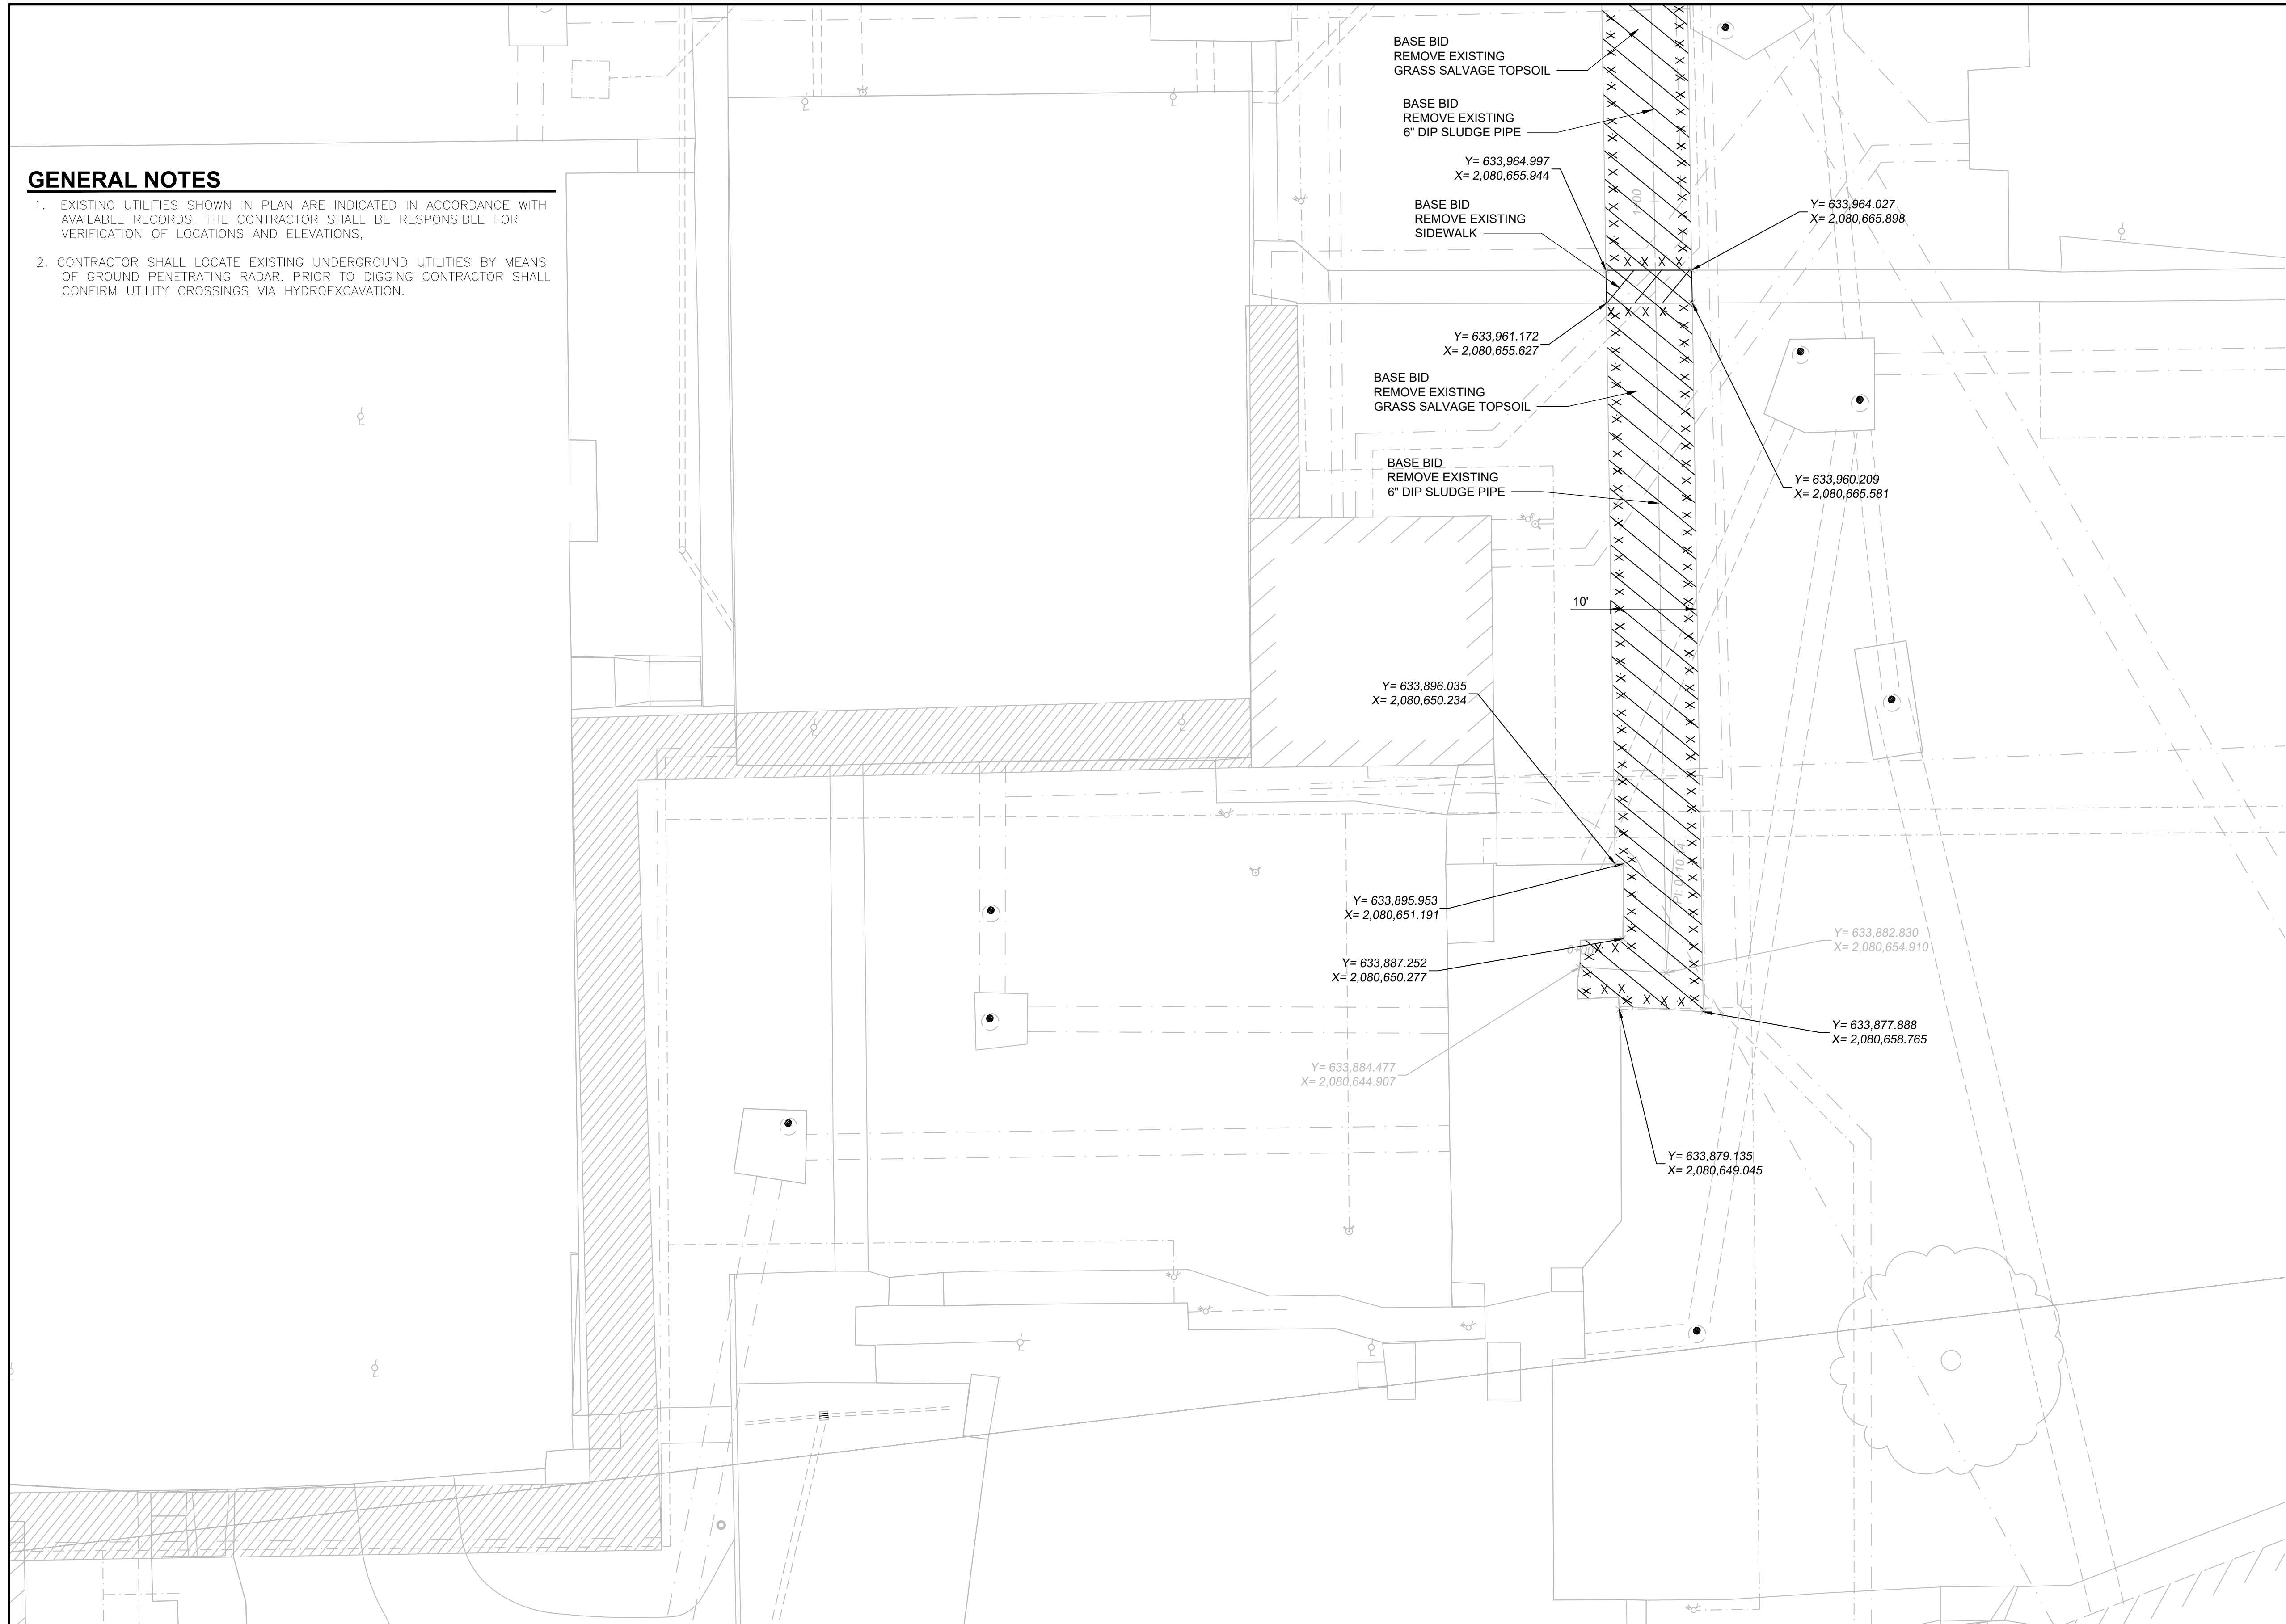 GENERAL NOTES
1. EXISTING UTILITIES SHOWN IN PLAN ARE INDICATED IN ACCORDANCE WITH
AVAILABLE RECORDS. THE CONTRACTOR SHALL BE RESPONSIBLE FOR
VERIFICATION OF LOCATIONS AND ELEVATIONS,
2. CONTRACTOR SHALL LOCATE EXISTING UNDERGROUND UTILITIES BY MEANS
OF GROUND PENETRATING RADAR. PRIOR TO DIGGING CONTRACTOR SHALL
CONFIRM UTILITY CROSSINGS VIA HYDROEXCAVATION.
BASE BID
REMOVE EXISTING
GRASS SALVAGE TOPSOIL
BASE BID
REMOVE EXISTING
6" DIP SLUDGE PIPE
Y= 633,964.997
X= 2,080,655.944
BASE BID
REMOVE EXISTING
SIDEWALK
Y= 633,964.027
X= 2,080,665.898
Y= 633,961.172
X= 2,080,655.627
BASE BID
REMOVE EXISTING
GRASS SALVAGE TOPSOIL
BASE BID
REMOVE EXISTING
6" DIP SLUDGE PIPE
Y= 633,960.209
X= 2,080,665.581
10'
Y= 633,896.035
X= 2,080,650.234
Y= 633,895.953
X= 2,080,651.191
Y= 633,882.830
X= 2,080,654.910
Y= 633,887.252
X= 2,080,650.277
Y= 633,877.888
X= 2,080,658.765
Y= 633,884.477
X= 2,080,644.907
Y= 633,879.135
X= 2,080,649.045